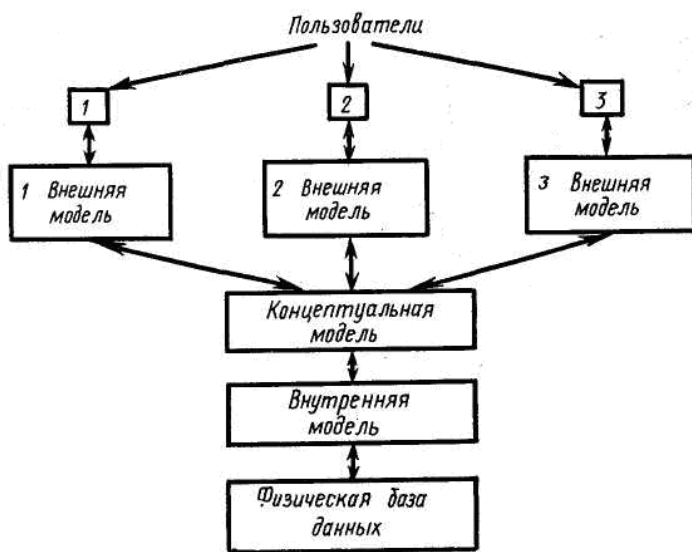 Пользователи
1
2
3
1 Внешняя
модель
2 Внешняя
модель
3 Внешняя
модель
Концептуальная
модель
Внутренняя
модель
Физическая база
данных